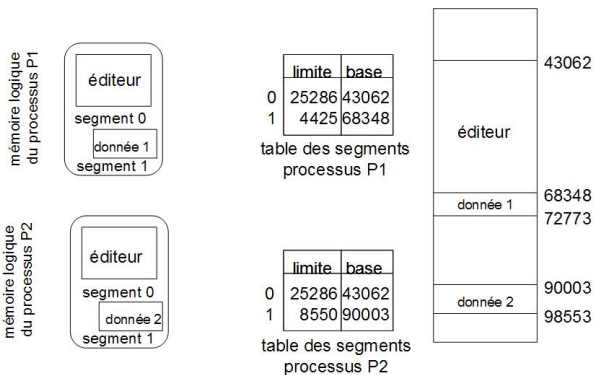 mémoire logique
du processus P1
éditeur
segment 0
donnée 1
segment 1
limite base
0 25286 43062
1 4425 68348
table des segments
processus P1
mémoire logique
du processus P2
éditeur
segment 0
donnée 2
segment 1
limite base
0 25286 43062
1 8550 90003
table des segments
processus P2
43062
éditeur
68348
donnée 1
72773
90003
donnée 2
98553